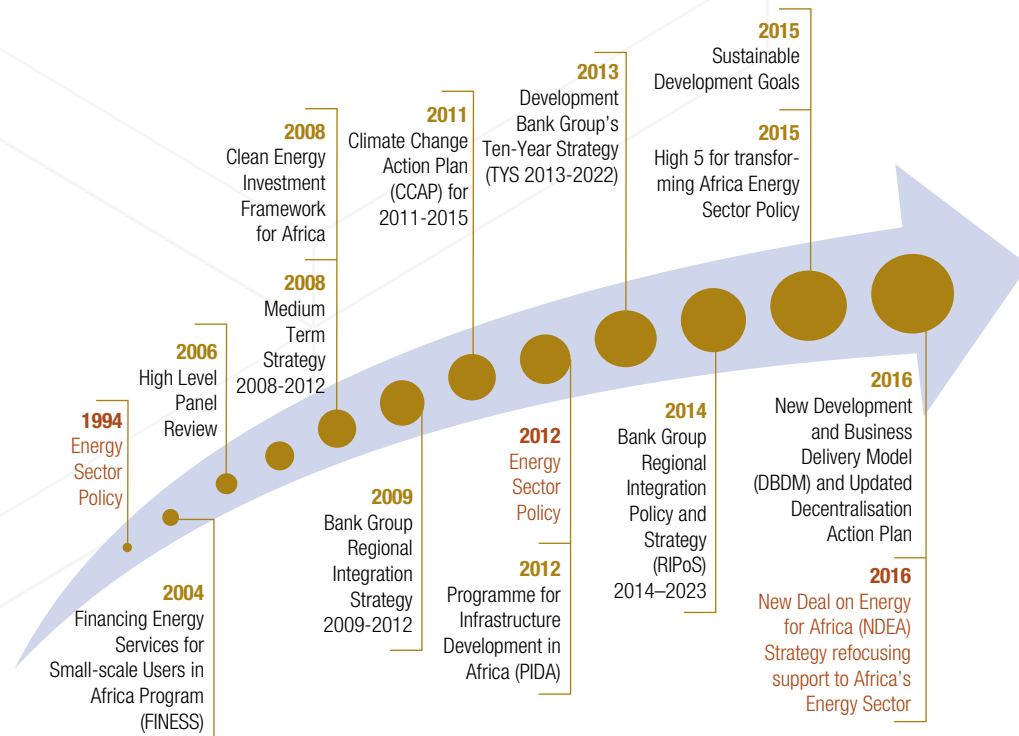 1994
Energy
Sector
Policy
2004
Financing Energy
Services for
Small-scale Users in
Africa Program
(FINESS)
2006
High Level
Panel
Review
2008
Clean Energy
Investment
Framework
for Africa
2008
Medium
Term
Strategy
2008-2012
2009
Bank Group
Regional
Integration
Strategy
2009-2012
2011
Climate Change
Action Plan
(CCAP) for
2011-2015
2012
Energy
Sector
Policy
2012
Programme for
Infrastructure
Development in
Africa (PIDA)
2013
Development
Bank Group's
Ten-Year Strategy
(TYS 2013-2022)
2014
Bank Group
Regional
Integration
Policy and
Strategy
(RIPoS)
2014–2023
2015
Sustainable
Development Goals
2015
High 5 for transfor-
ming Africa Energy
Sector Policy
2016
New Development
and Business
Delivery Model
(DBDM) and Updated
Decentralisation
Action Plan
2016
New Deal on Energy
for Africa (NDEA)
Strategy refocusing
support to Africa's
Energy Sector